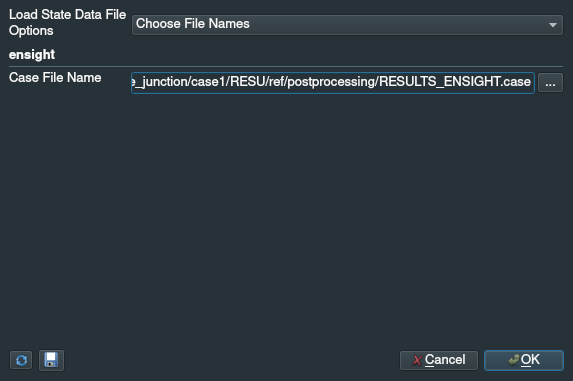 Load State Data File
Options
Choose File Names
ensight
Case File Name
e_junction/case1/RESU/ref/postprocessing/RESULTS_ENSIGHT.case
...
Cancel
OK